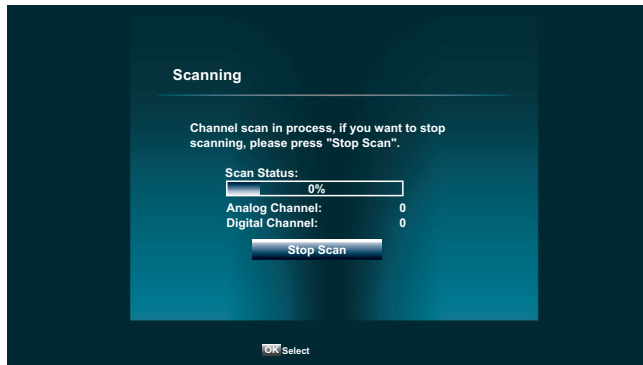 Scanning
Channel scan in process, if you want to stop
scanning, please press "Stop Scan".
Scan Status:
0%
Analog Channel: 0
Digital Channel: 0
Stop Scan
OK Select